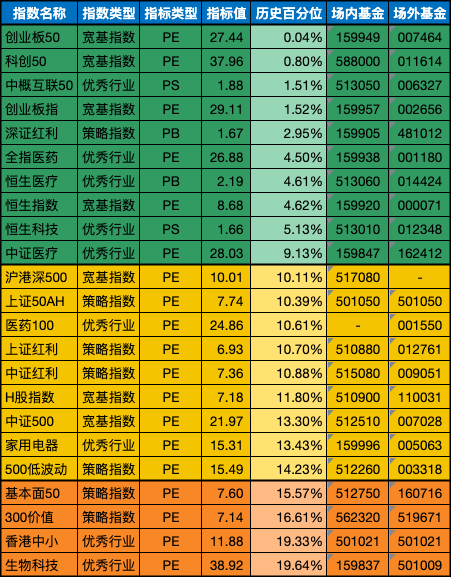 指数名称 指数类型 指标类型 指标值 历史百分位 场内基金 场外基金
创业板50 宽基指数 PE 27.44 0.04% 159949 007464
科创50 宽基指数 PE 37.96 0.80% 588000 011614
中概互联50 优秀行业 PS 1.88 1.51% 513050 006327
创业板指 宽基指数 PE 29.11 1.52% 159957 002656
深证红利 策略指数 PB 1.67 2.95% 159905 481012
全指医药 优秀行业 PE 26.88 4.50% 159938 001180
恒生医疗 优秀行业 PB 2.19 4.61% 513060 014424
恒生指数 宽基指数 PE 8.68 4.62% 159920 000071
恒生科技 优秀行业 PS 1.66 5.13% 513010 012348
中证医疗 优秀行业 PE 28.03 9.13% 159847 162412
沪港深500 宽基指数 PE 10.01 10.11% 517080 -
上证50AH 策略指数 PE 7.74 10.39% 501050 501050
医药100 优秀行业 PE 24.86 10.61% - 001550
上证红利 策略指数 PE 6.93 10.70% 510880 012761
中证红利 策略指数 PE 7.36 10.88% 515080 009051
H股指数 宽基指数 PE 7.18 11.80% 510900 110031
中证500 宽基指数 PE 21.97 13.30% 512510 007028
家用电器 优秀行业 PE 15.31 13.43% 159996 005063
500低波动 策略指数 PE 15.49 14.23% 512260 003318
基本面50 策略指数 PE 7.60 15.57% 512750 160716
300价值 策略指数 PE 7.14 16.61% 562320 519671
香港中小 优秀行业 PE 11.88 19.33% 501021 501021
生物科技 优秀行业 PE 38.92 19.64% 159837 501009